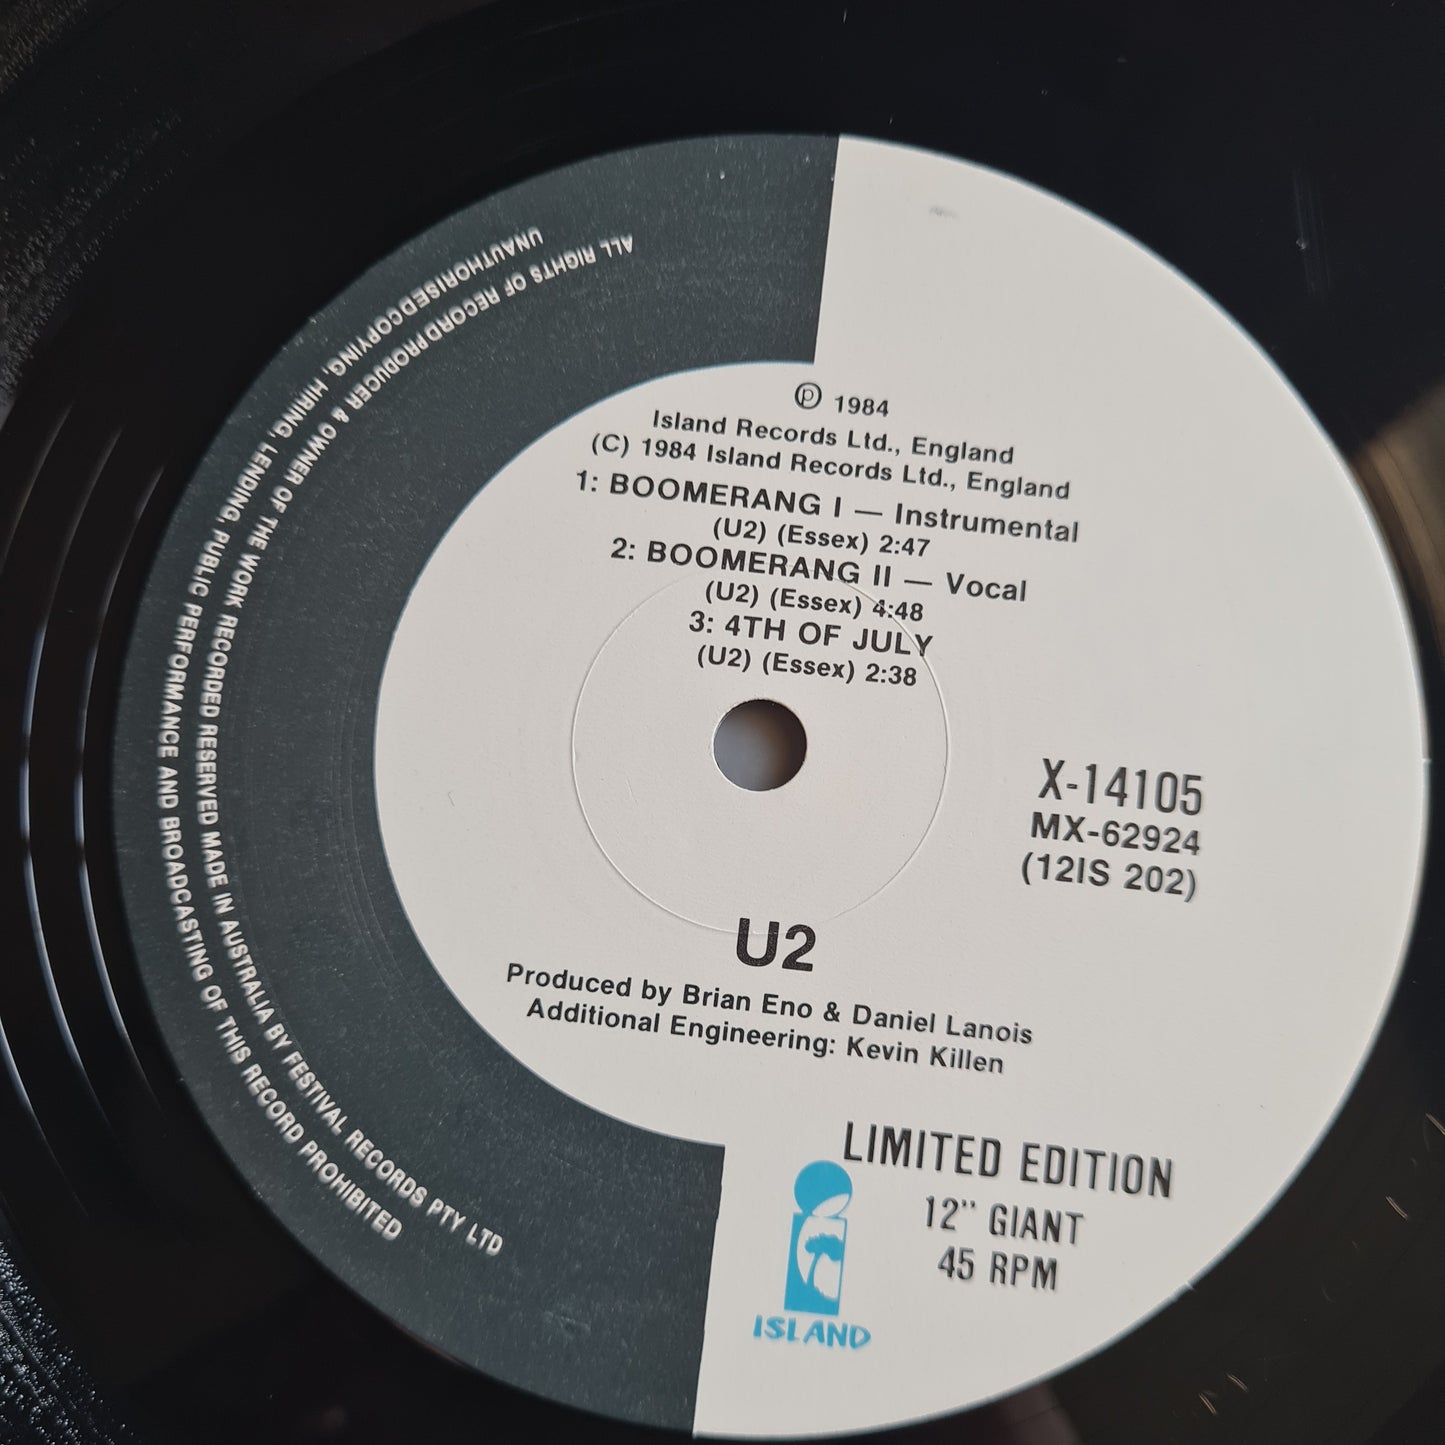 ℗ 1984
Island Records Ltd., England
(C) 1984 Island Records Ltd., England
1: BOOMERANG I — Instrumental
(U2) (Essex) 2:47
2: BOOMERANG II — Vocal
(U2) (Essex) 4:48
3: 4TH OF JULY
(U2) (Essex) 2:38
X-14105
MX-62924
(12IS 202)
U2
Produced by Brian Eno & Daniel Lanois
Additional Engineering: Kevin Killen
LIMITED EDITION
12" GIANT
45 RPM
ISLAND
ALL RIGHTS OF RECORD PRODUCER & OWNER OF THE WORK RECORDED RESERVED MADE IN AUSTRALIA BY FESTIVAL RECORDS PTY LTD
UNAUTHORISED COPYING, HIRING, LENDING, PUBLIC PERFORMANCE AND BROADCASTING OF THIS RECORD PROHIBITED